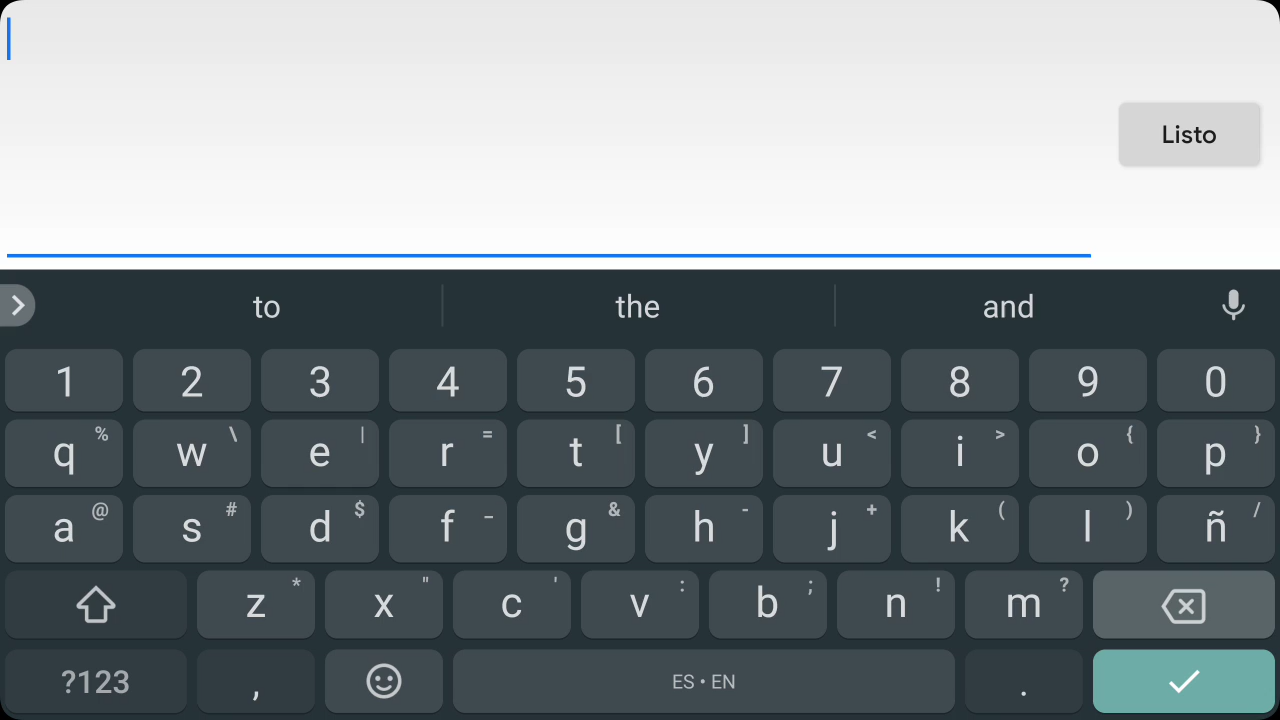 Listo
to the and
1 2 3 4 5 6 7 8 9 0
q % w \ e | r = t [ y ] u < i > o { p }
a @ s # d $ f _ g & h - j + k ( l ) ñ /
z * x " c ' v : b ; n ! m ?
?123 , ES • EN .